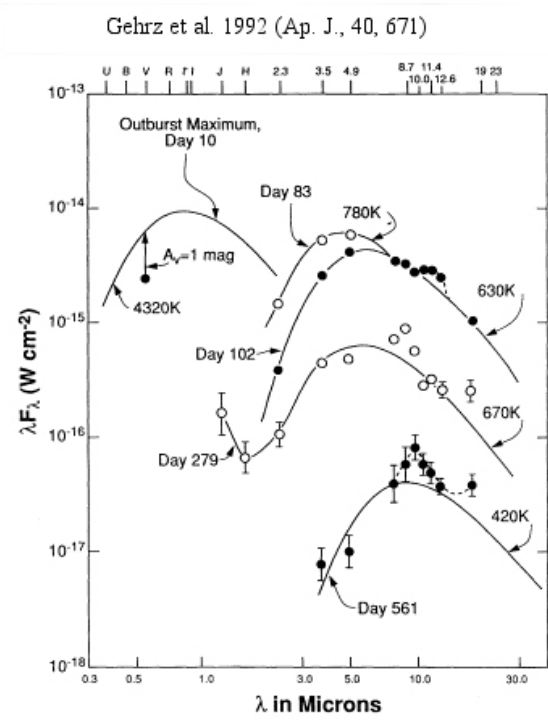 Gehrz et al. 1992 (Ap. J., 40, 671)
U B V R I' I J H 2.3 3.5 4.9 8.7 10.0 11.4 12.6 19 23
10-13
Outburst Maximum,
Day 10
10-14
Day 83
780K
Av=1 mag
4320K
630K
10-15
Day 102
λFλ (W cm-2)
670K
10-16
Day 279
420K
10-17
Day 561
10-18
0.3 0.5 1.0 3.0 5.0 10.0 30.0
λ in Microns